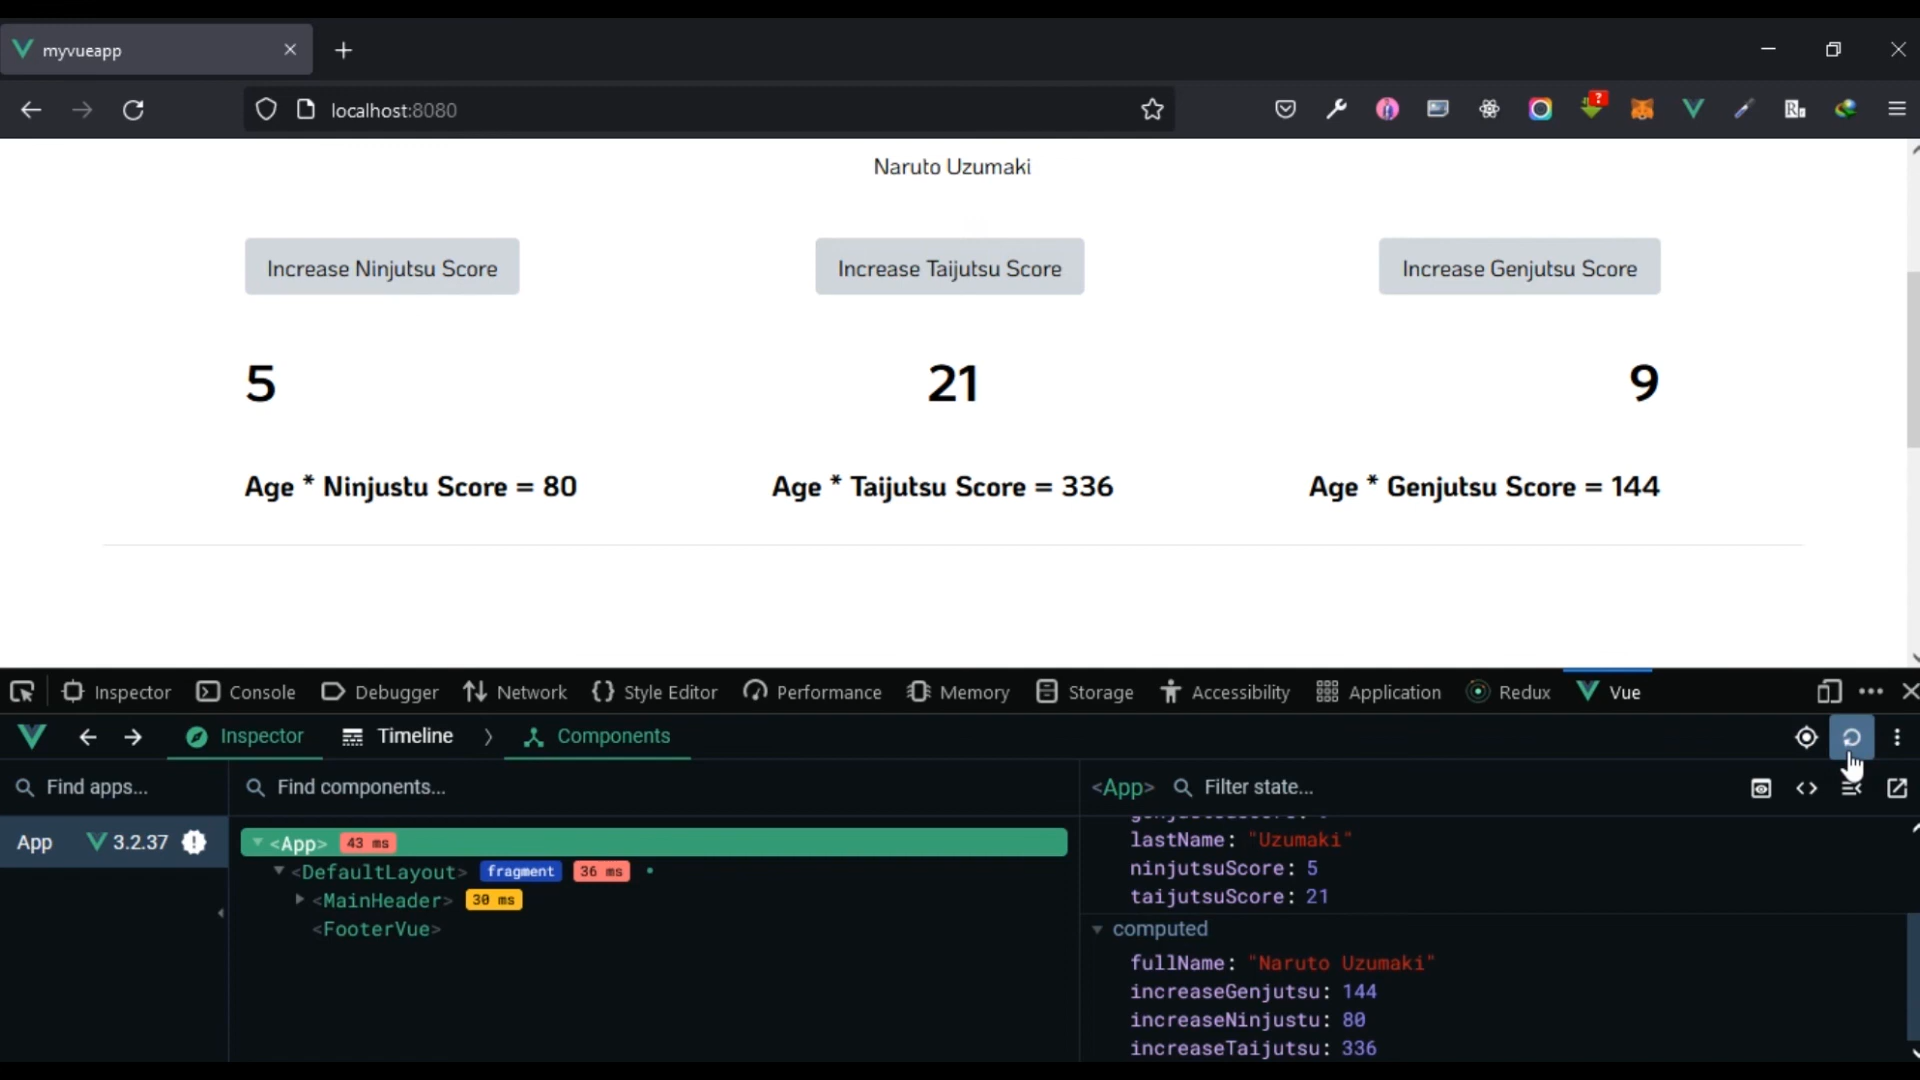 myvueapp
localhost:8080
?
Naruto Uzumaki
Increase Ninjutsu Score
Increase Taijutsu Score
Increase Genjutsu Score
5
21
9
Age * Ninjustu Score = 80
Age * Taijutsu Score = 336
Age * Genjutsu Score = 144
Inspector Console Debugger Network Style Editor Performance Memory Storage Accessibility Application Redux Vue
Inspector Timeline Components
Find apps...
Find components...
<App> Filter state...
App 3.2.37
<App> 43 ms
<DefaultLayout> fragment 36 ms
<MainHeader> 30 ms
<FooterVue>
lastName: "Uzumaki"
ninjutsuScore: 5
taijutsuScore: 21
computed
fullName: "Naruto Uzumaki"
increaseGenjutsu: 144
increaseNinjustu: 80
increaseTaijutsu: 336